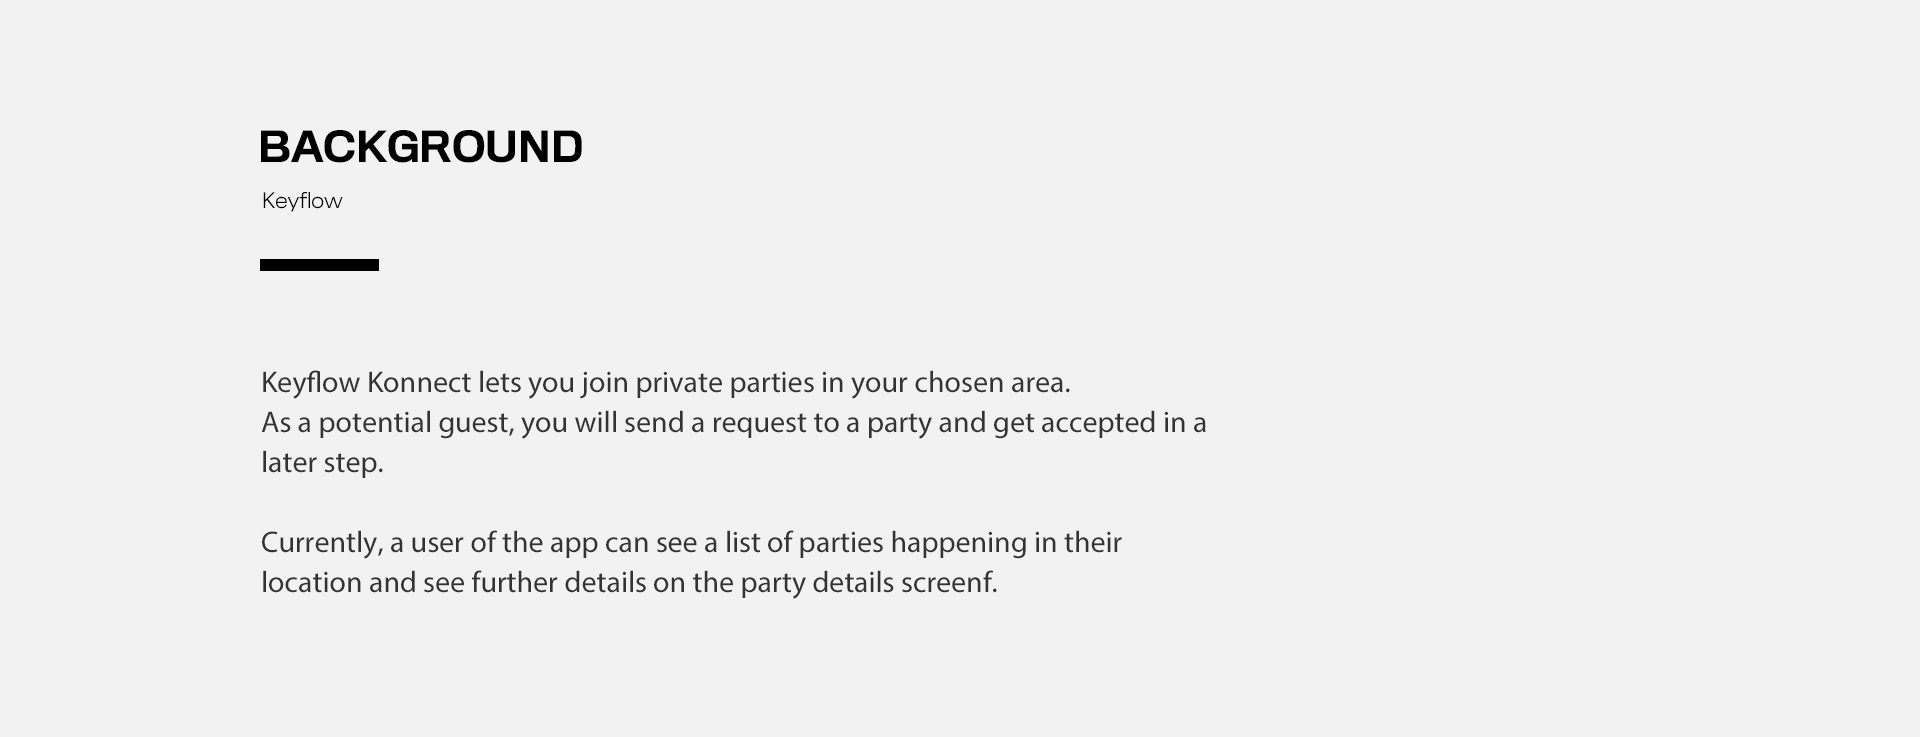 BACKGROUND
Keyflow
Keyflow Konnect lets you join private parties in your chosen area.
As a potential guest, you will send a request to a party and get accepted in a
later step.
Currently, a user of the app can see a list of parties happening in their
location and see further details on the party details screenf.